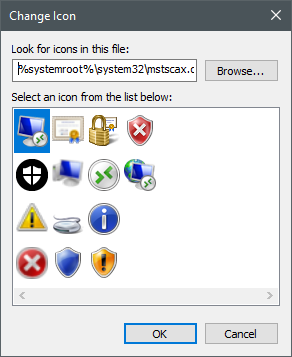 Change Icon
Look for icons in this file:
%systemroot%\system32\mstscax.c
Browse...
Select an icon from the list below:
OK
Cancel